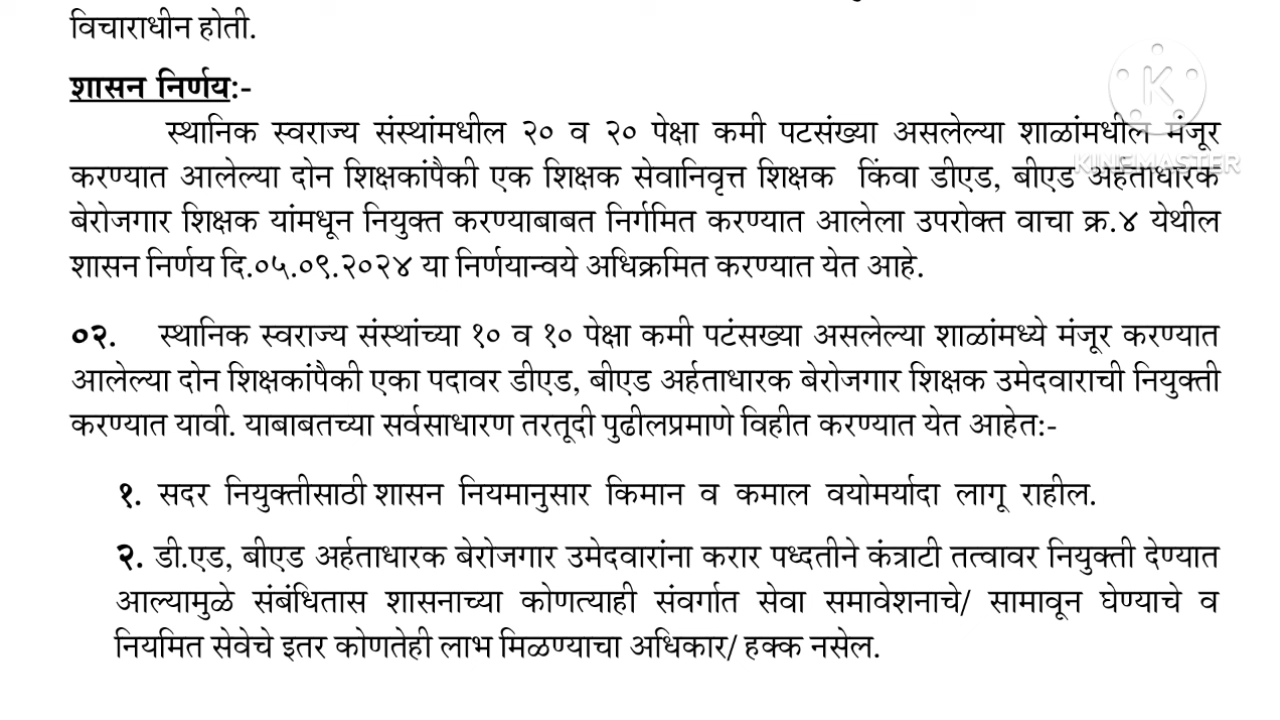 विचाराधीन होती.
शासन निर्णय:-
स्थानिक स्वराज्य संस्थांमधील २० व २० पेक्षा कमी पटसंख्या असलेल्या शाळांमधील मंजूर
करण्यात आलेल्या दोन शिक्षकांपैकी एक शिक्षक सेवानिवृत्त शिक्षक किंवा डीएड, बीएड अर्हताधारक
बेरोजगार शिक्षक यांमधून नियुक्त करण्याबाबत निर्गमित करण्यात आलेला उपरोक्त वाचा क्र.४ येथील
शासन निर्णय दि.०५.०९.२०२४ या निर्णयान्वये अधिक्रमित करण्यात येत आहे.
०२. स्थानिक स्वराज्य संस्थांच्या १० व १० पेक्षा कमी पटंसख्या असलेल्या शाळांमध्ये मंजूर करण्यात
आलेल्या दोन शिक्षकांपैकी एका पदावर डीएड, बीएड अर्हताधारक बेरोजगार शिक्षक उमेदवाराची नियुक्ती
करण्यात यावी. याबाबतच्या सर्वसाधारण तरतूदी पुढीलप्रमाणे विहीत करण्यात येत आहेत:-
१. सदर नियुक्तीसाठी शासन नियमानुसार किमान व कमाल वयोमर्यादा लागू राहील.
२. डी.एड, बीएड अर्हताधारक बेरोजगार उमेदवारांना करार पध्दतीने कंत्राटी तत्वावर नियुक्ती देण्यात
आल्यामुळे संबंधितास शासनाच्या कोणत्याही संवर्गात सेवा समावेशनाचे/ सामावून घेण्याचे व
नियमित सेवेचे इतर कोणतेही लाभ मिळण्याचा अधिकार/ हक्क नसेल.
K
KINEMASTER